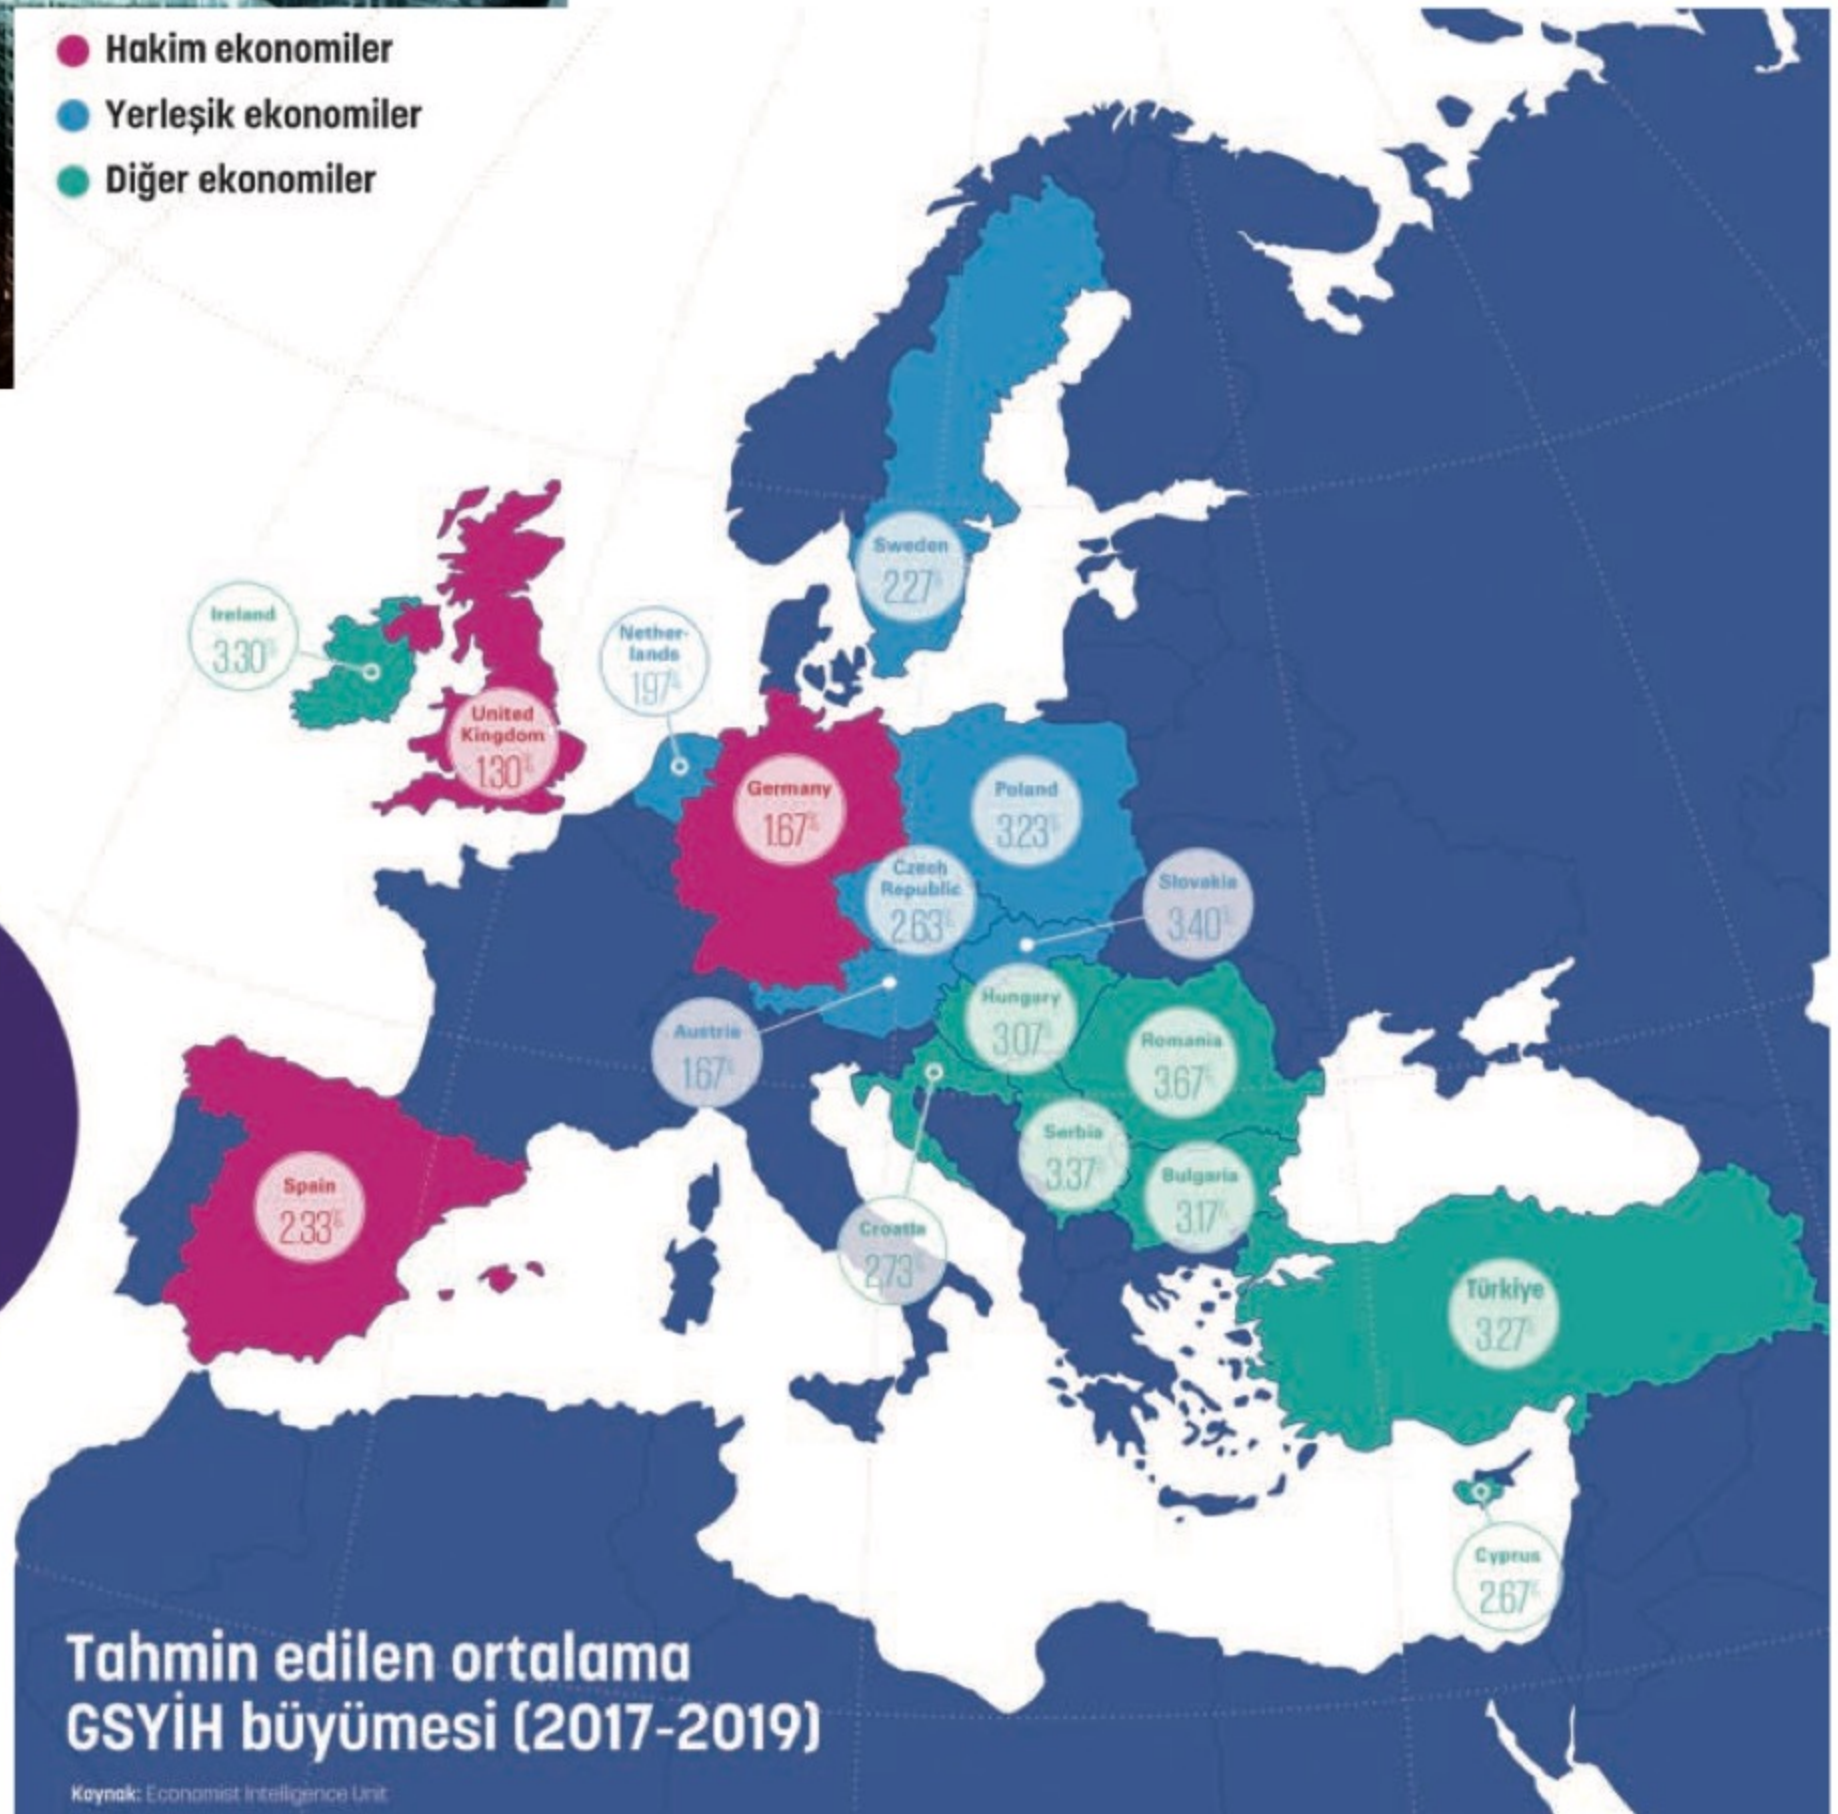 Hakim ekonomiler
Yerleşik ekonomiler
Diğer ekonomiler
Sweden
2.27%
Ireland
3.30%
Nether-
lands
1.97%
United
Kingdom
1.30%
Germany
1.67%
Poland
3.23%
Czech
Republic
2.63%
Slovakia
3.40%
Austria
1.67%
Hungary
3.07%
Romania
3.67%
Serbia
3.37%
Bulgaria
3.17%
Spain
2.33%
Croatia
2.73%
Türkiye
3.27%
Cyprus
2.67%
Tahmin edilen ortalama
GSYİH büyümesi (2017-2019)
Kaynak: Economist Intelligence Unit